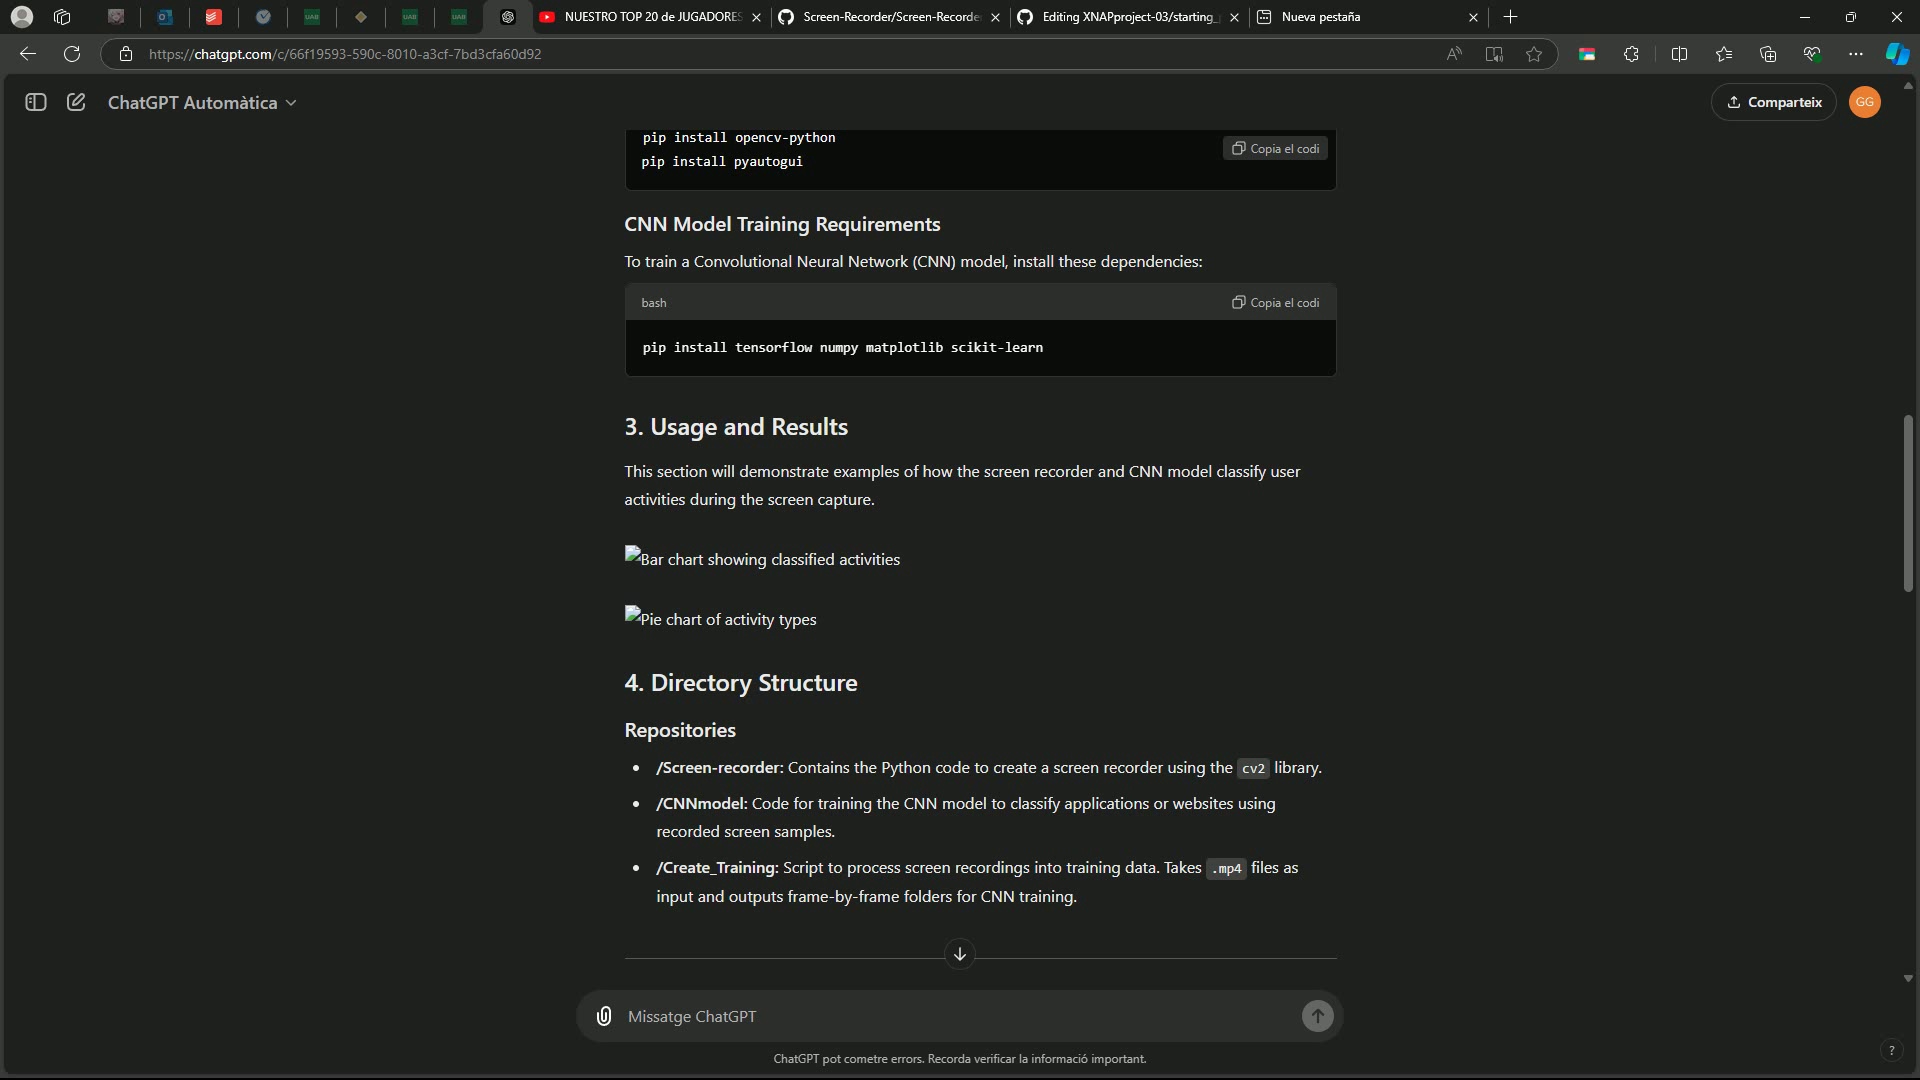 NUESTRO TOP 20 de JUGADORES
Screen-Recorder/Screen-Recorde
Editing XNAPproject-03/starting_
Nueva pestaña
https://chatgpt.com/c/66f19593-590c-8010-a3cf-7bd3cfa60d92
ChatGPT Automàtica
Comparteix
GG
pip install opencv-python
Copia el codi
pip install pyautogui
CNN Model Training Requirements
To train a Convolutional Neural Network (CNN) model, install these dependencies:
bash
Copia el codi
pip install tensorflow numpy matplotlib scikit-learn
3. Usage and Results
This section will demonstrate examples of how the screen recorder and CNN model classify user
activities during the screen capture.
Bar chart showing classified activities
Pie chart of activity types
4. Directory Structure
Repositories
• /Screen-recorder: Contains the Python code to create a screen recorder using the cv2 library.
• /CNNmodel: Code for training the CNN model to classify applications or websites using
recorded screen samples.
• /Create_Training: Script to process screen recordings into training data. Takes .mp4 files as
input and outputs frame-by-frame folders for CNN training.
Missatge ChatGPT
ChatGPT pot cometre errors. Recorda verificar la informació important.
?